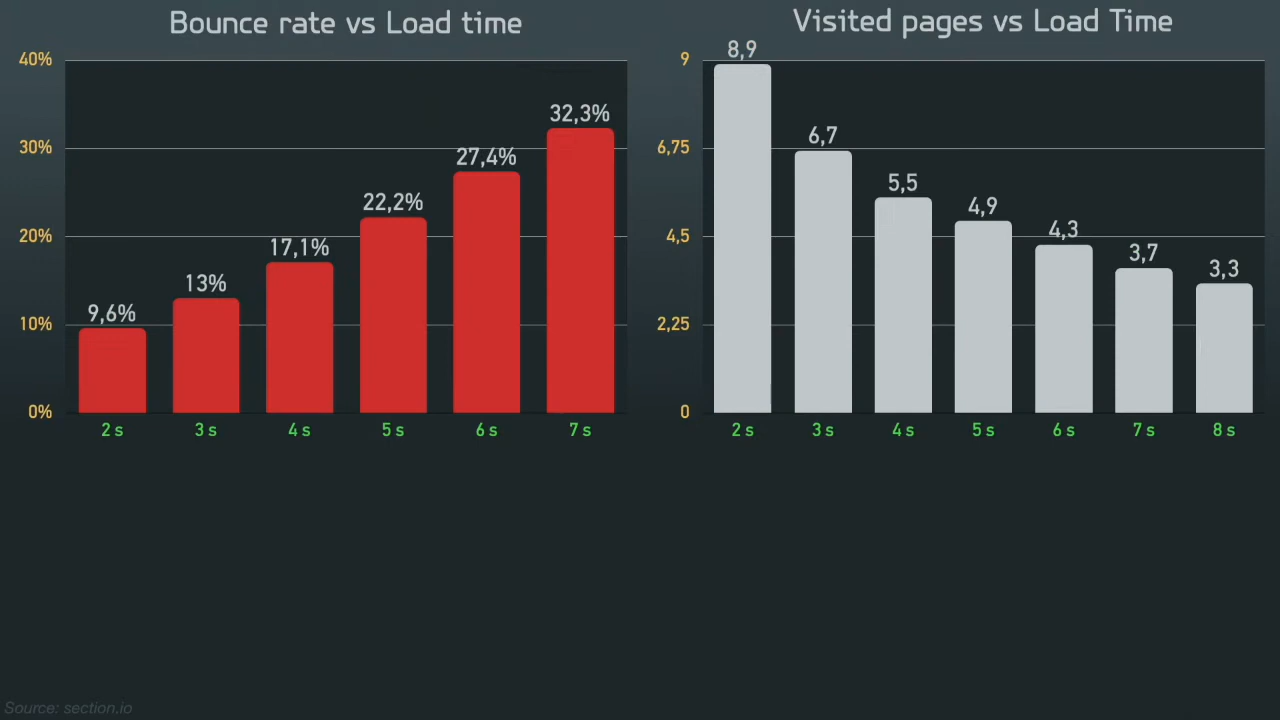 Bounce rate vs Load time
40%
30%
20%
10%
0%
9,6%
13%
17,1%
22,2%
27,4%
32,3%
2 s
3 s
4 s
5 s
6 s
7 s
Visited pages vs Load Time
9
6,75
4,5
2,25
0
8,9
6,7
5,5
4,9
4,3
3,7
3,3
2 s
3 s
4 s
5 s
6 s
7 s
8 s
Source: section.io